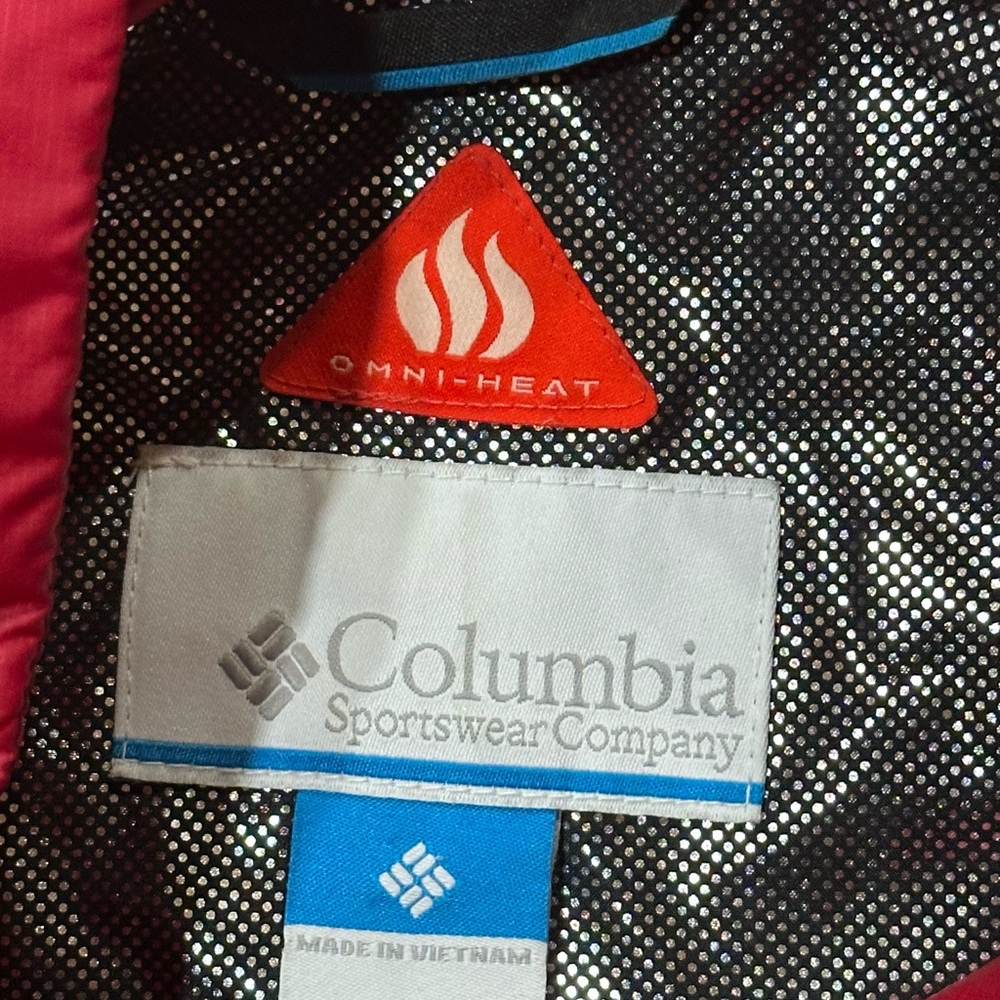 OMNI-HEAT
Columbia
Sportswear Company
MADE IN VIETNAM